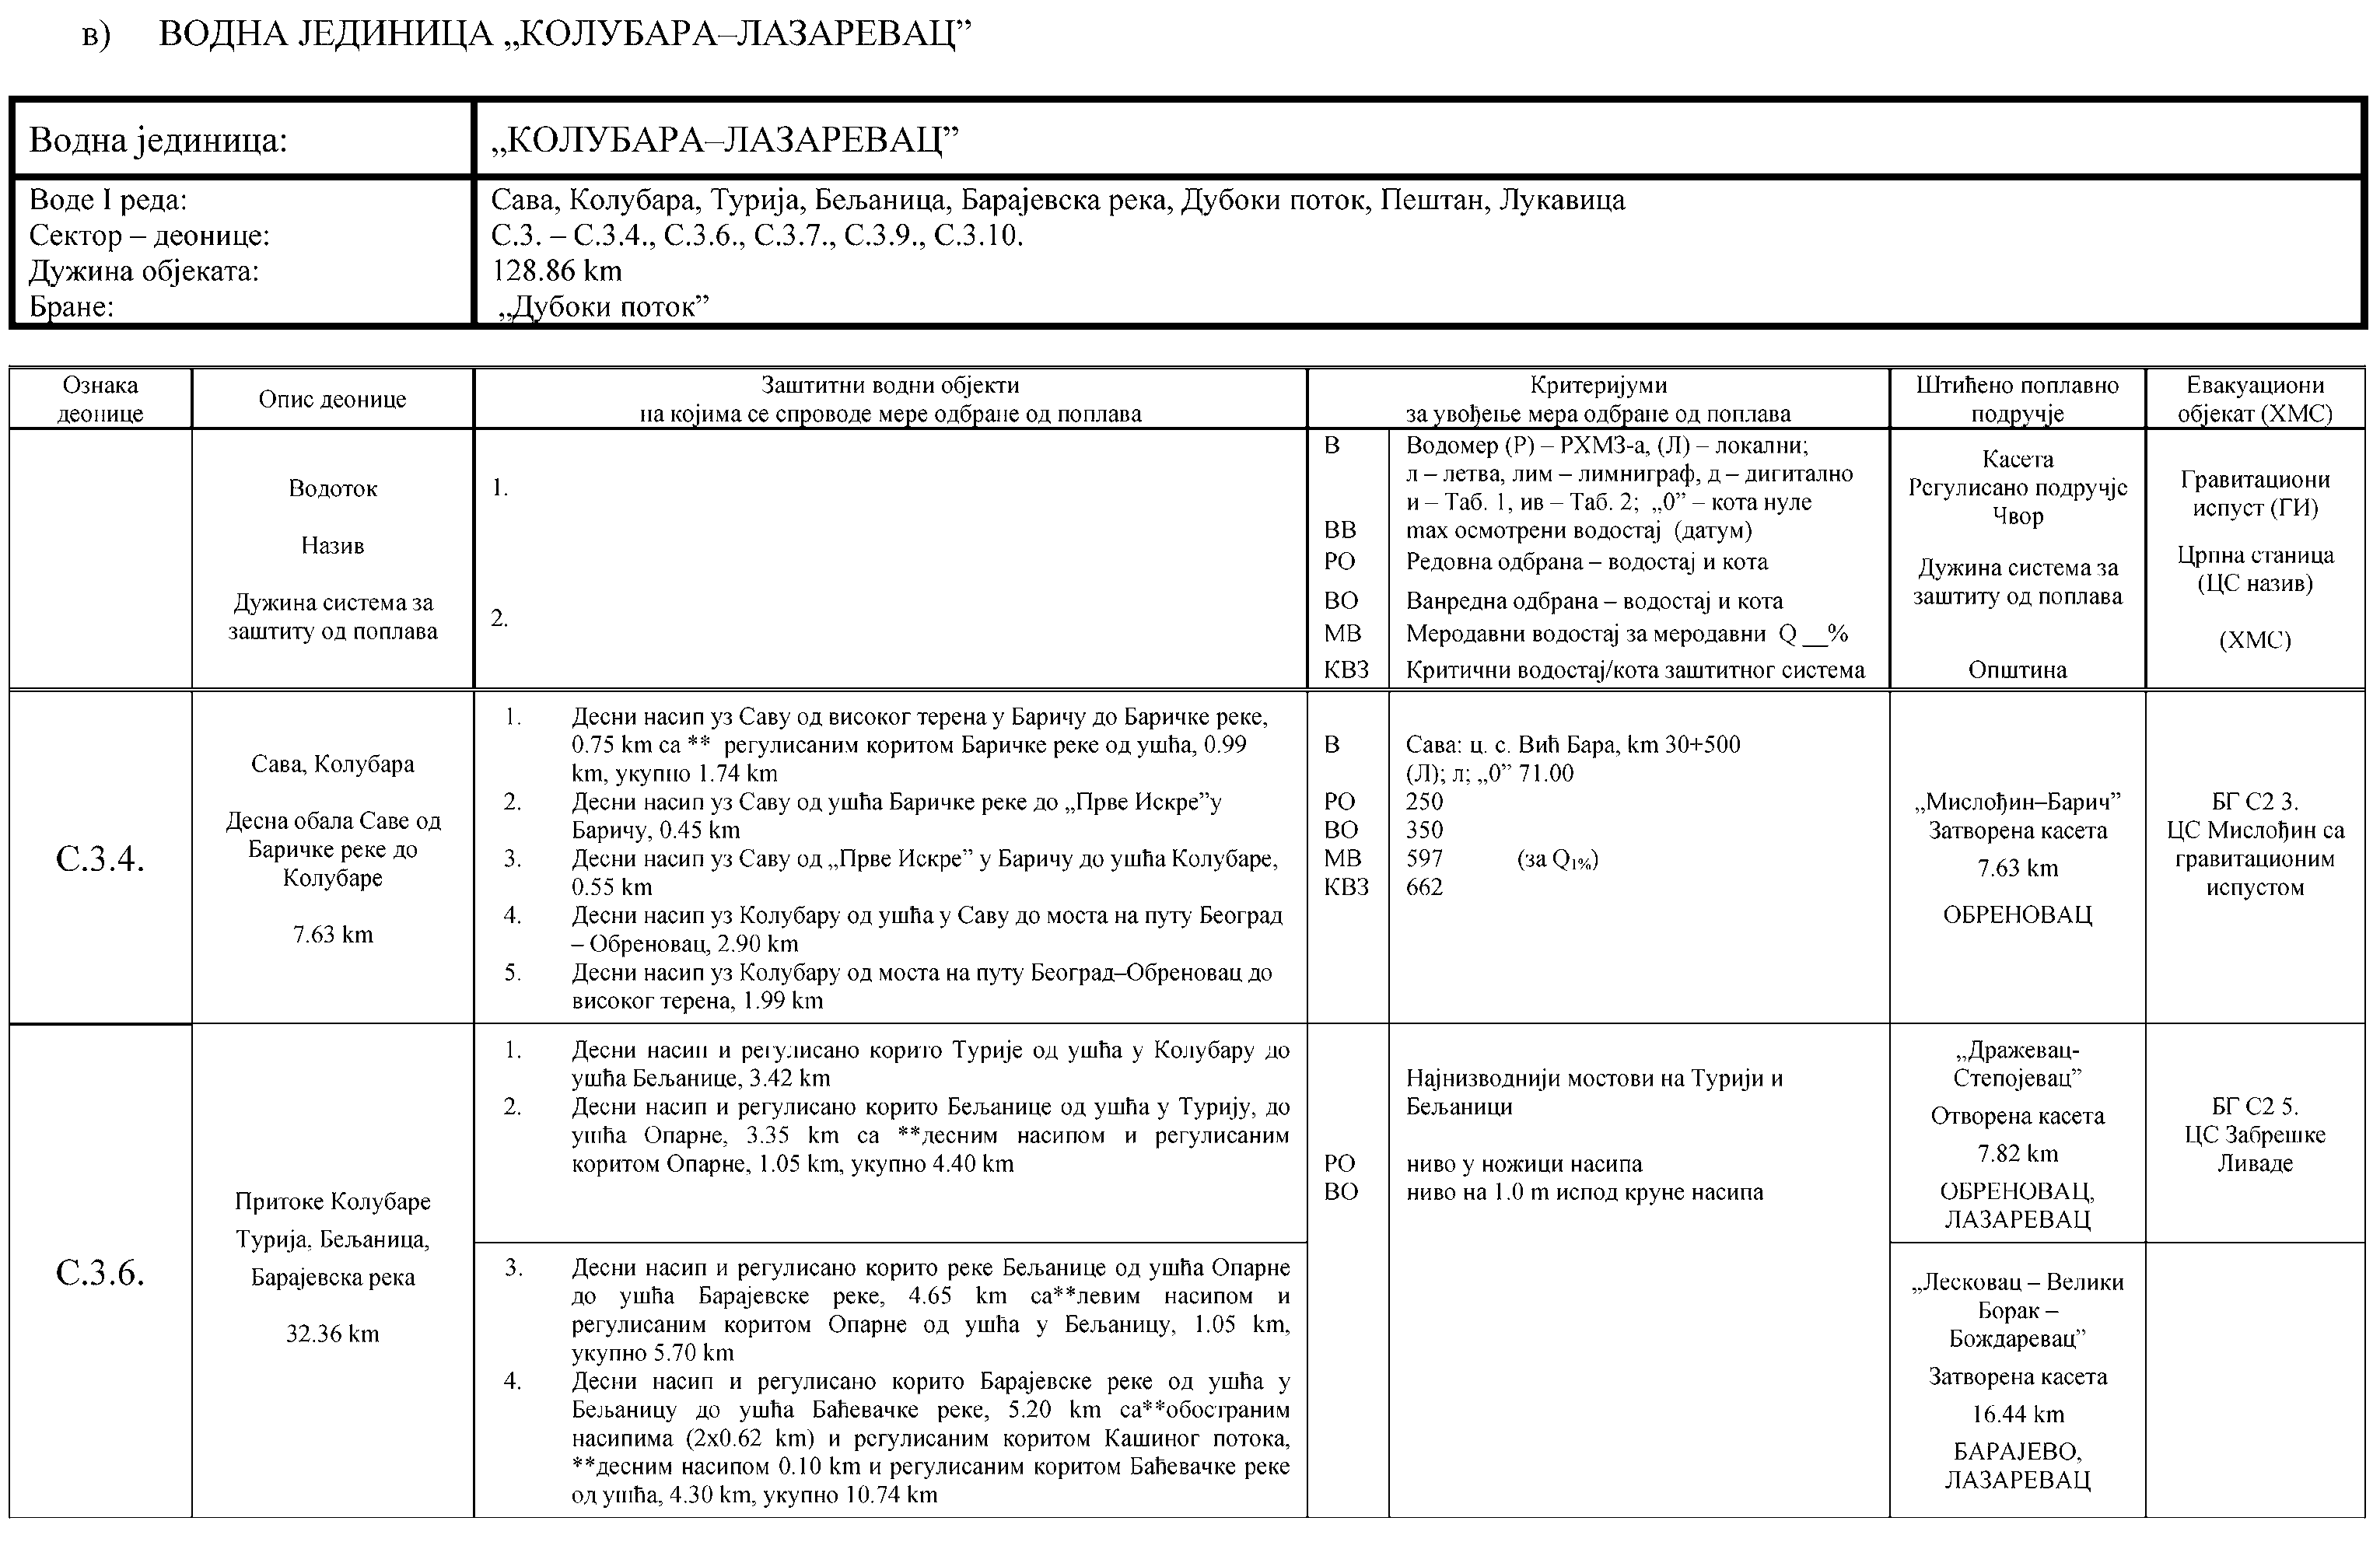 в) ВОДНА ЈЕДИНИЦА „КОЛУБАРА–ЛАЗАРЕВАЦ”
Водна јединица: „КОЛУБАРА–ЛАЗАРЕВАЦ”
Воде I реда: Сава, Колубара, Турија, Бељаница, Барајевска река, Дубоки поток, Пештан, Лукавица
Сектор – деонице: С.3. – С.3.4., С.3.6., С.3.7., С.3.9., С.3.10.
Дужина објеката: 128.86 km
Бране: „Дубоки поток”
Ознака
деонице
Опис деонице
Заштитни водни објекти
на којима се спроводе мере одбране од поплава
Критеријуми
за увођење мера одбране од поплава
Штићено поплавно
подручје
Евакуациони
објекат (ХМС)
Водоток
Назив
Дужина система за
заштиту од поплава
1.
2.
В Водомер (Р) – РХМЗ-а, (Л) – локални;
л – летва, лим – лимниграф, д – дигитално
и – Таб. 1, ив – Таб. 2; „0” – кота нуле
ВВ max осмотрени водостај (датум)
РО Редовна одбрана – водостај и кота
ВО Ванредна одбрана – водостај и кота
МВ Меродавни водостај за меродавни Q __%
КВЗ Критични водостај/кота заштитног система
Касета
Регулисано подручје
Чвор
Дужина система за
заштиту од поплава
Општина
Гравитациони
испуст (ГИ)
Црпна станица
(ЦС назив)
(ХМС)
С.3.4.
Сава, Колубара
Десна обала Саве од
Баричке реке до
Колубаре
7.63 km
1. Десни насип уз Саву од високог терена у Баричу до Баричке реке,
0.75 km са ** регулисаним коритом Баричке реке од ушћа, 0.99
km, укупно 1.74 km
2. Десни насип уз Саву од ушћа Баричке реке до „Прве Искре”у
Баричу, 0.45 km
3. Десни насип уз Саву од „Прве Искре” у Баричу до ушћа Колубаре,
0.55 km
4. Десни насип уз Колубару од ушћа у Саву до моста на путу Београд
– Обреновац, 2.90 km
5. Десни насип уз Колубару од моста на путу Београд–Обреновац до
високог терена, 1.99 km
В Сава: ц. с. Вић Бара, km 30+500
(Л); л; „0” 71.00
РО 250
ВО 350
МВ 597 (за Q1%)
КВЗ 662
„Мислођин–Барич”
Затворена касета
7.63 km
ОБРЕНОВАЦ
БГ С2 3.
ЦС Мислођин са
гравитационим
испустом
С.3.6.
Притоке Колубаре
Турија, Бељаница,
Барајевска река
32.36 km
1. Десни насип и регулисано корито Турије од ушћа у Колубару до
ушћа Бељанице, 3.42 km
2. Десни насип и регулисано корито Бељанице од ушћа у Турију, до
ушћа Опарне, 3.35 km са **десним насипом и регулисаним
коритом Опарне, 1.05 km, укупно 4.40 km
Најнизводнији мостови на Турији и
Бељаници
РО ниво у ножици насипа
ВО ниво на 1.0 m испод круне насипа
„Дражевац-
Степојевац”
Отворена касета
7.82 km
ОБРЕНОВАЦ,
ЛАЗАРЕВАЦ
БГ С2 5.
ЦС Забрешке
Ливаде
3. Десни насип и регулисано корито реке Бељанице од ушћа Опарне
до ушћа Барајевске реке, 4.65 km са**левим насипом и
регулисаним коритом Опарне од ушћа у Бељаницу, 1.05 km,
укупно 5.70 km
4. Десни насип и регулисано корито Барајевске реке од ушћа у
Бељаницу до ушћа Баћевачке реке, 5.20 km са**обостраним
насипима (2x0.62 km) и регулисаним коритом Кашиног потока,
**десним насипом 0.10 km и регулисаним коритом Баћевачке реке
од ушћа, 4.30 km, укупно 10.74 km
„Лесковац – Велики
Борак –
Бождаревац”
Затворена касета
16.44 km
БАРАЈЕВО,
ЛАЗАРЕВАЦ